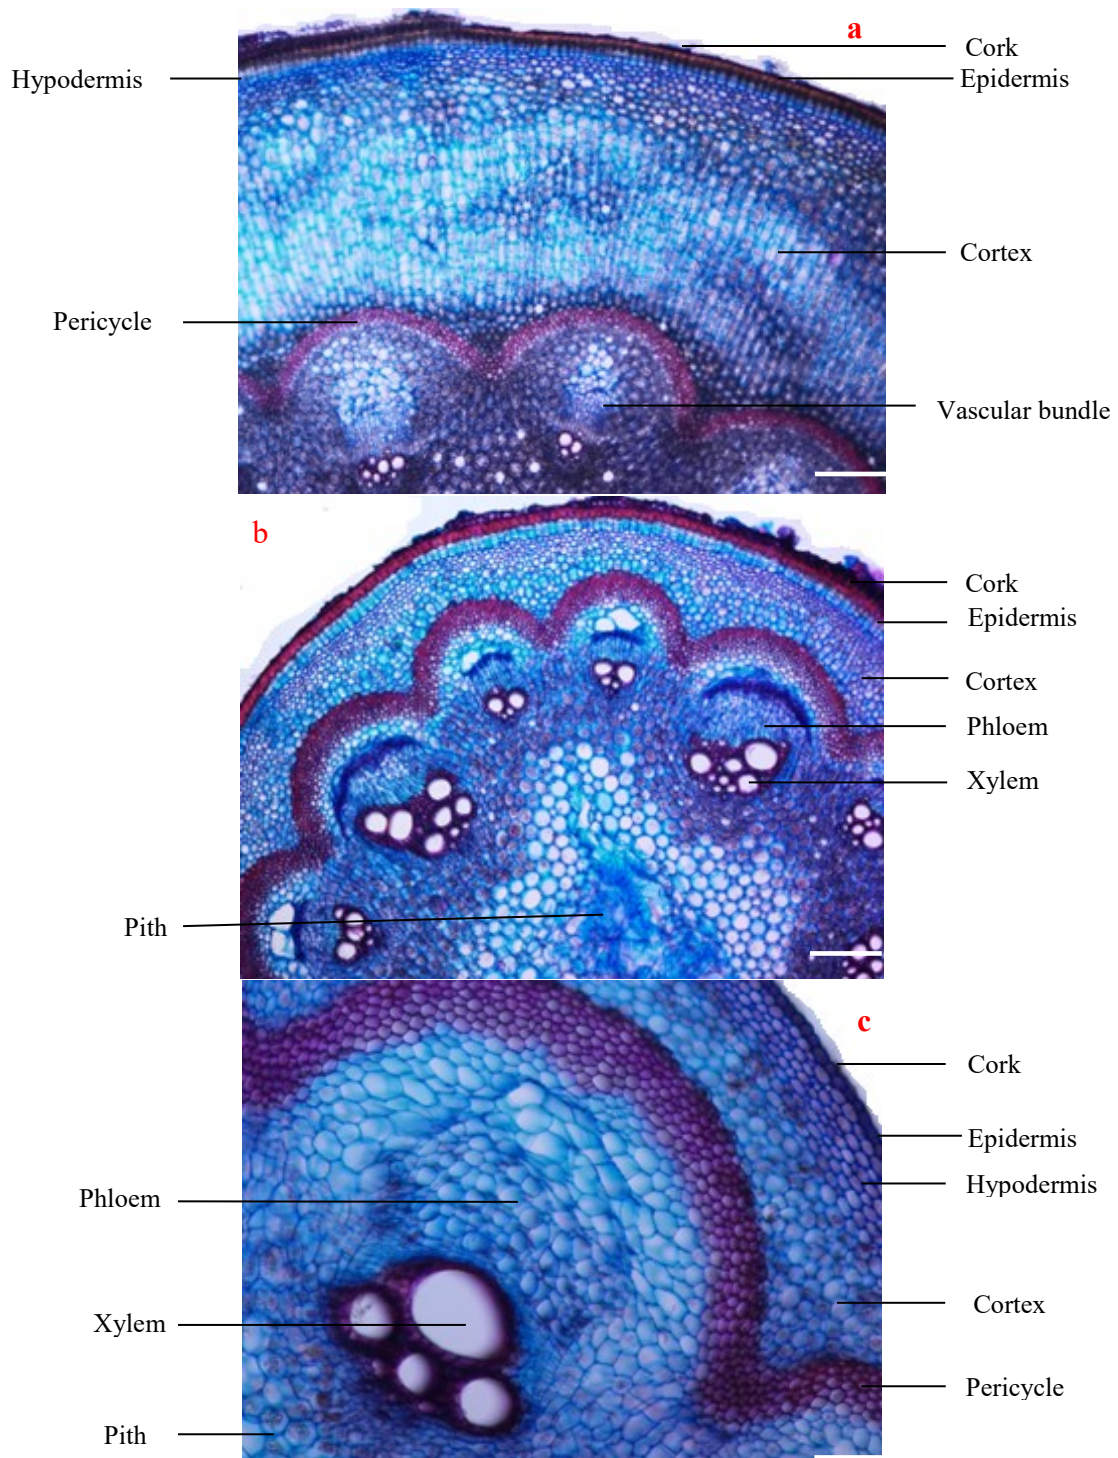 a
Cork
Hypodermis
Epidermis
Cortex
Pericycle
Vascular bundle
b
Cork
Epidermis
Cortex
Phloem
Xylem
Pith
c
Cork
Epidermis
Hypodermis
Phloem
Cortex
Xylem
Pericycle
Pith